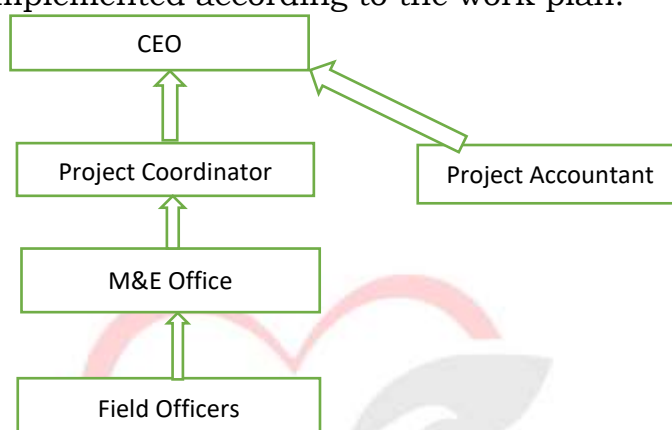 implemented according to the work plan.
CEO
Project Coordinator
Project Accountant
M&E Office
Field Officers